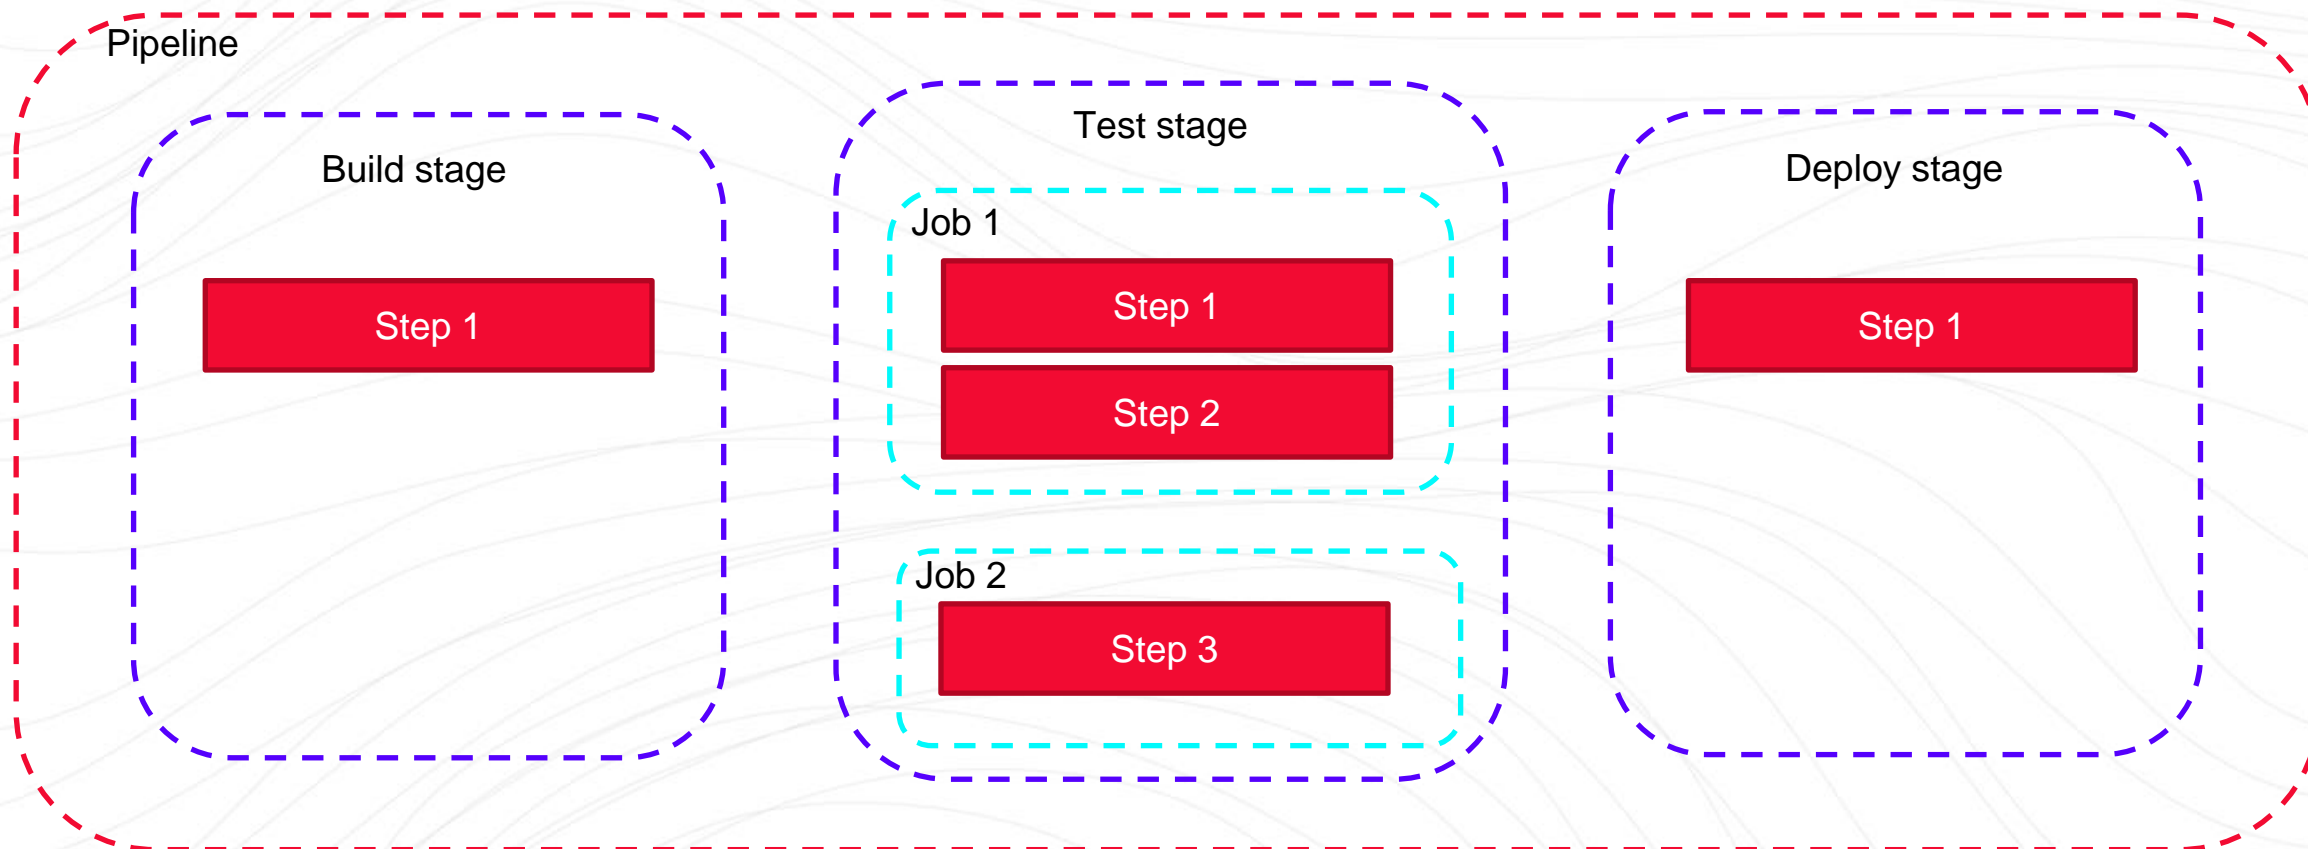 Pipeline
Build stage
Step 1
Test stage
Job 1
Step 1
Step 2
Job 2
Step 3
Deploy stage
Step 1